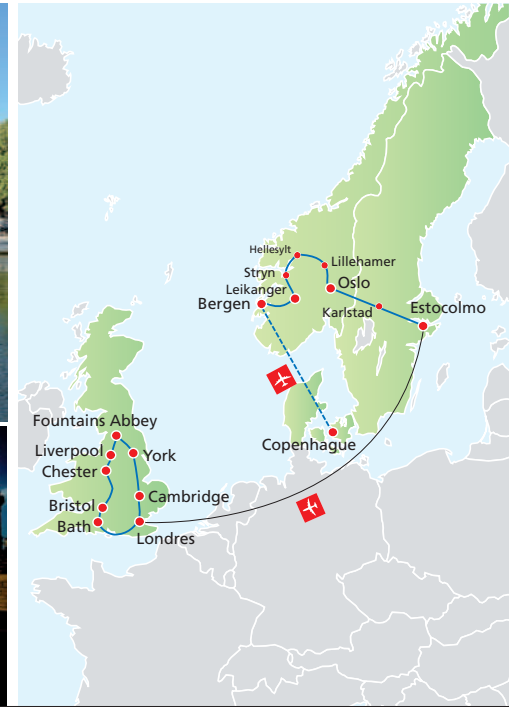 Hellesylt
Lillehamer
Stryn
Oslo
Leikanger
Bergen
Karlstad
Estocolmo
Copenhague
Fountains Abbey
Liverpool
York
Chester
Cambridge
Bristol
Bath
Londres